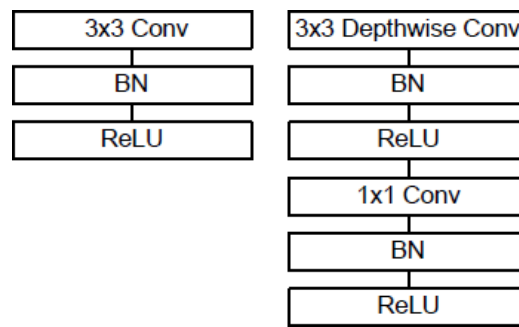 3x3 Conv
BN
ReLU
3x3 Depthwise Conv
BN
ReLU
1x1 Conv
BN
ReLU